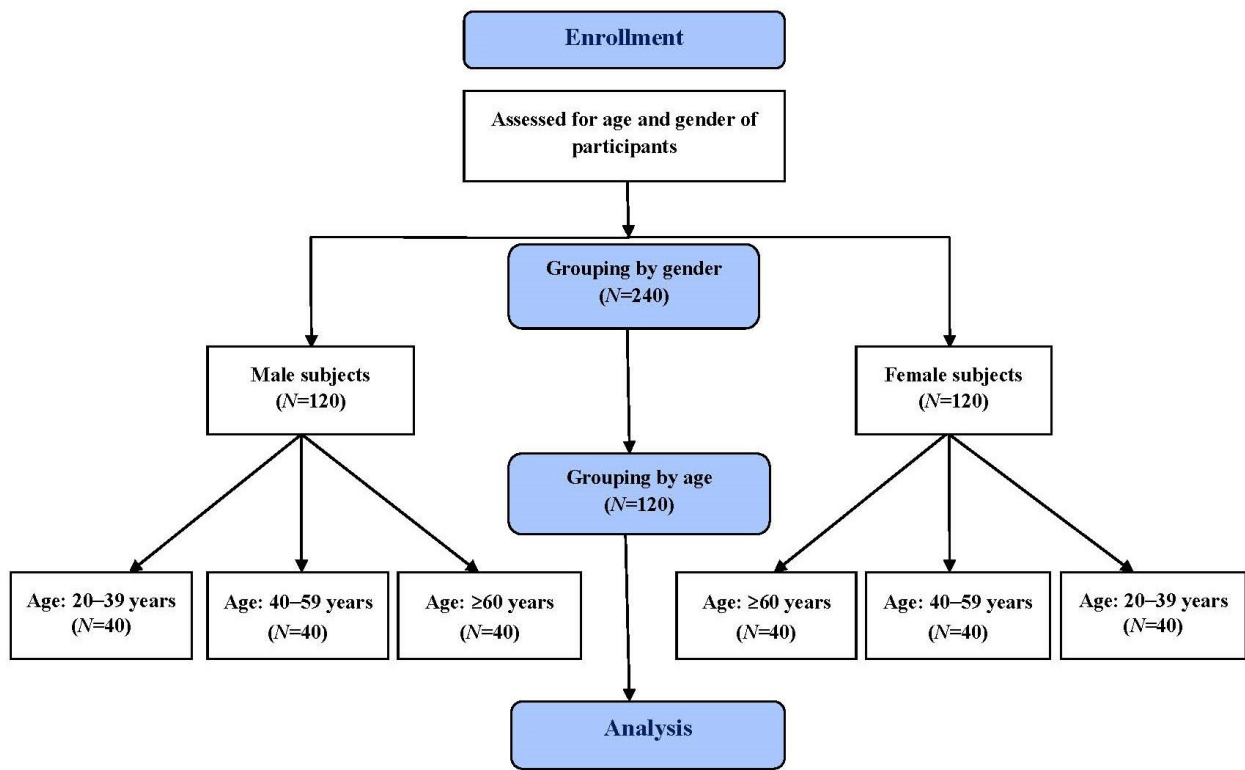 Enrollment
Assessed for age and gender of
participants
Grouping by gender
(N=240)
Male subjects
(N=120)
Female subjects
(N=120)
Grouping by age
(N=120)
Age: 20–39 years
(N=40)
Age: 40–59 years
(N=40)
Age: ≥60 years
(N=40)
Age: ≥60 years
(N=40)
Age: 40–59 years
(N=40)
Age: 20–39 years
(N=40)
Analysis